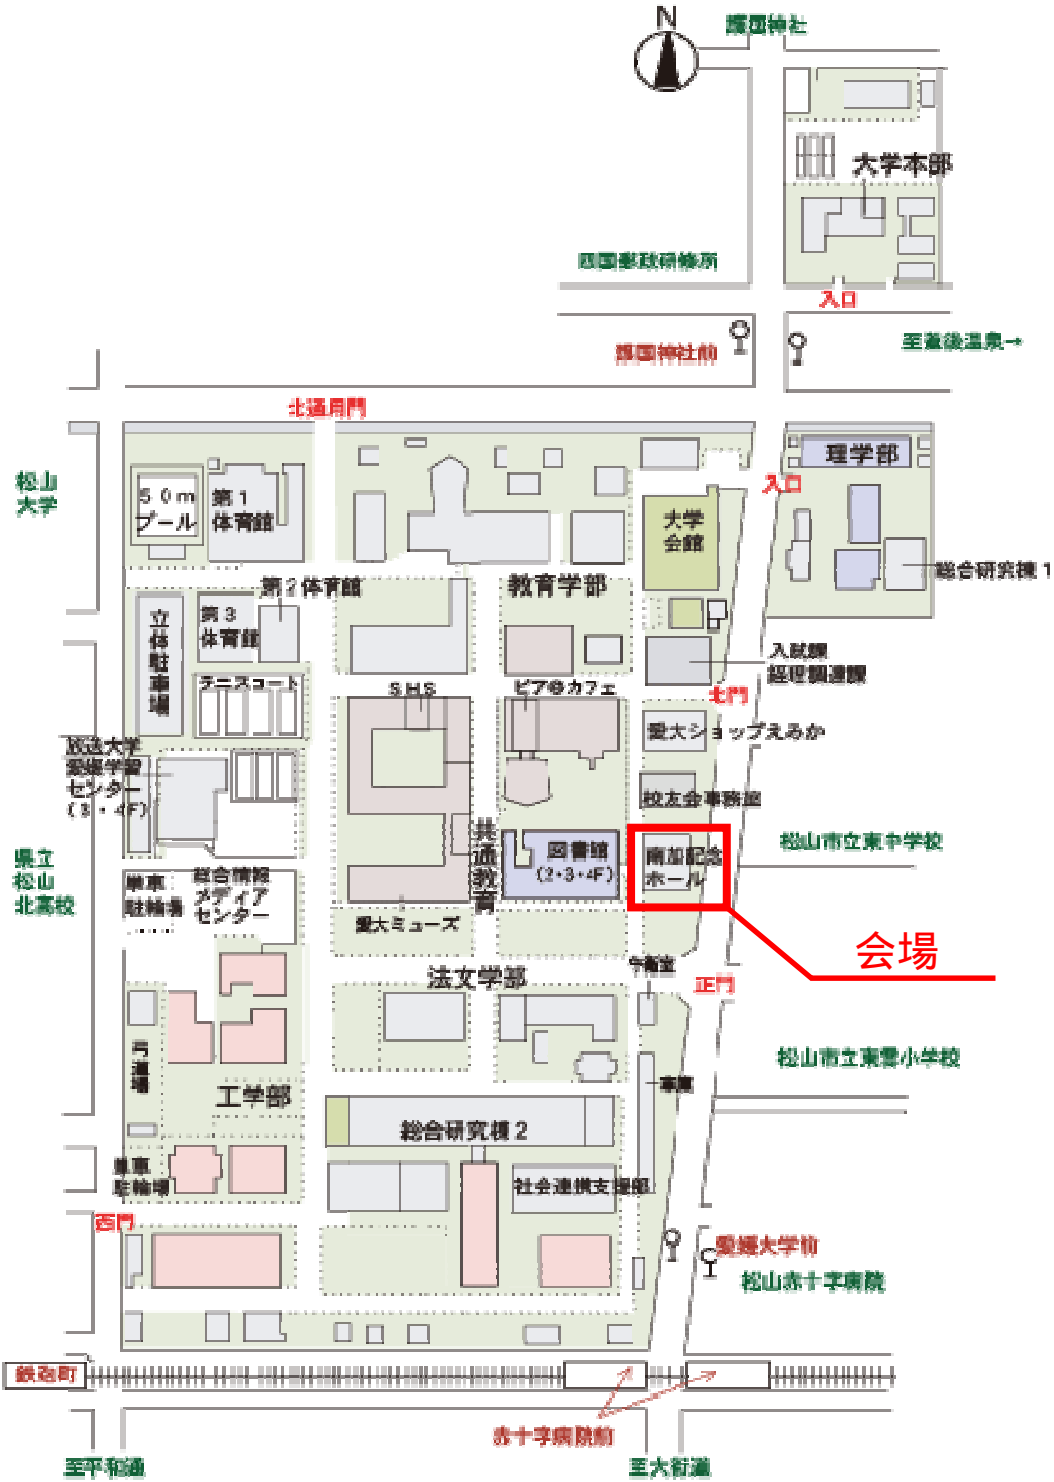 N
護国神社
大学本部
四国郵政研修所
入口
護国神社前
至道後温泉→
北通用門
松山
大学
50m
プール
第1
体育館
大学
会館
理学部
入口
総合研究棟1
第2体育館
教育学部
立体駐車場
第3
体育館
テニスコート
入試課
経理調達課
SHS
ピア@カフェ
北門
愛大ショップえみか
放送大学
愛媛学習
センター
(3・4F)
校友会事務室
共通教育
図書館
(2・3・4F)
南加記念
ホール
松山市立東中学校
県立
松山
北高校
単車
駐輪場
総合情報
メディア
センター
愛大ミューズ
会場
法文学部
守衛室
正門
弓道場
工学部
松山市立東雲小学校
車庫
総合研究棟2
単車
駐輪場
社会連携支援部
西門
愛媛大学前
松山赤十字病院
鉄砲町
赤十字病院前
至平和通
至大街道